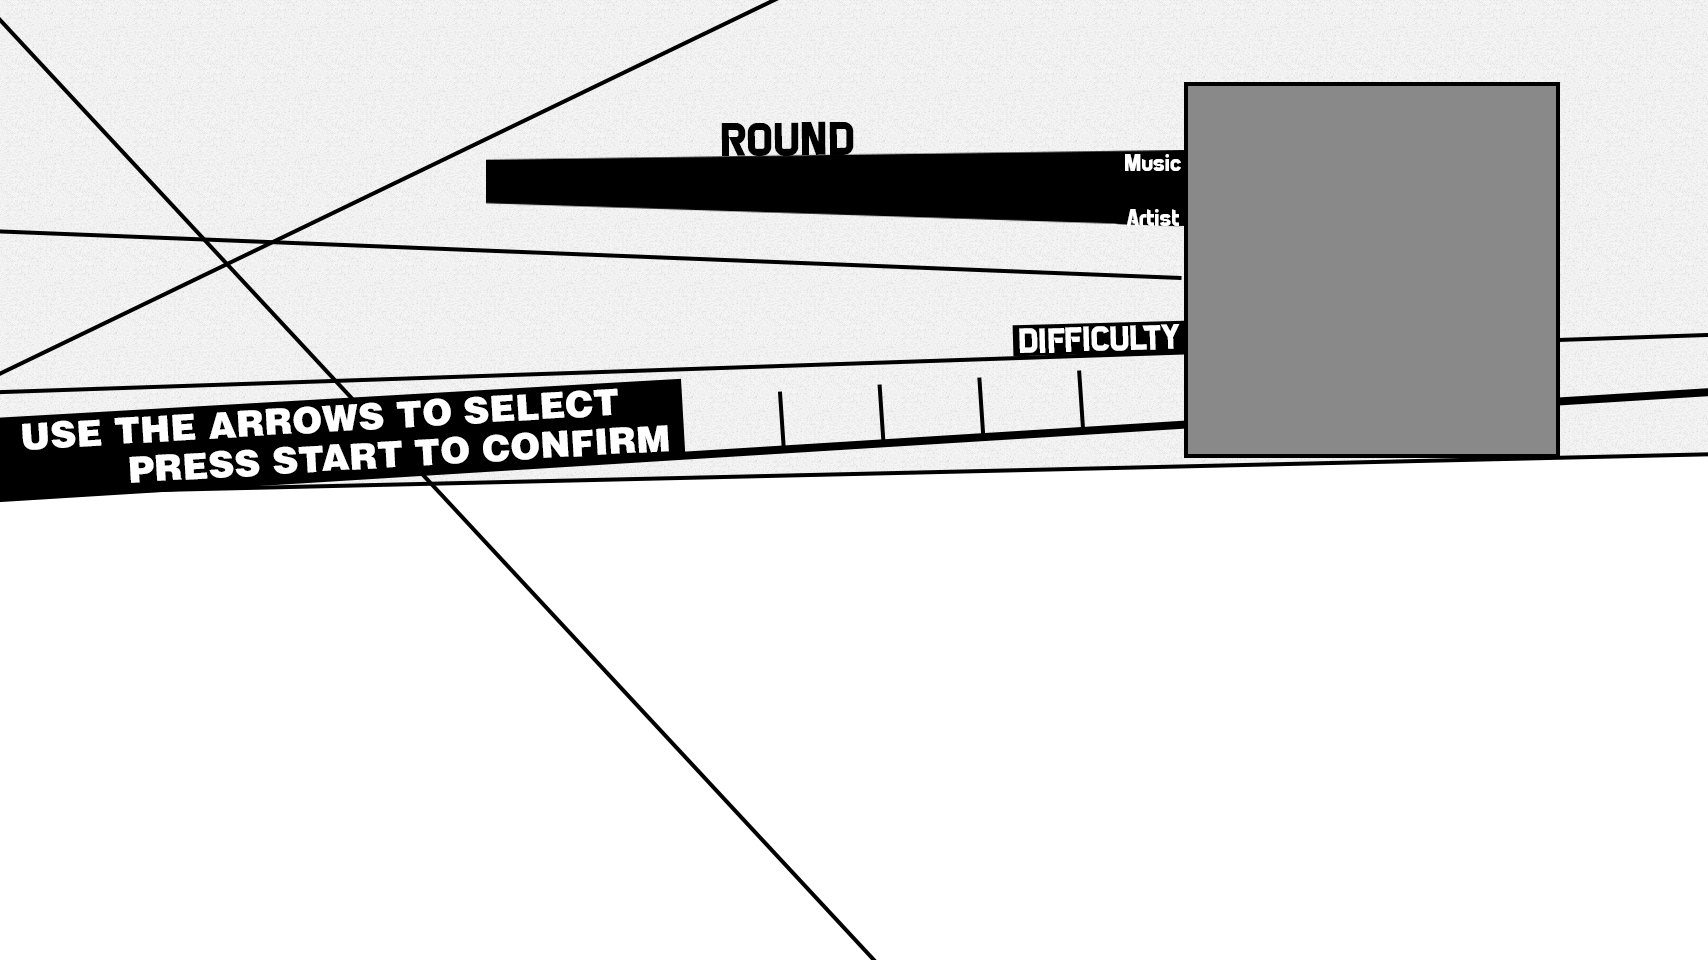 ROUND
Music
Artist
DIFFICULTY
USE THE ARROWS TO SELECT
PRESS START TO CONFIRM